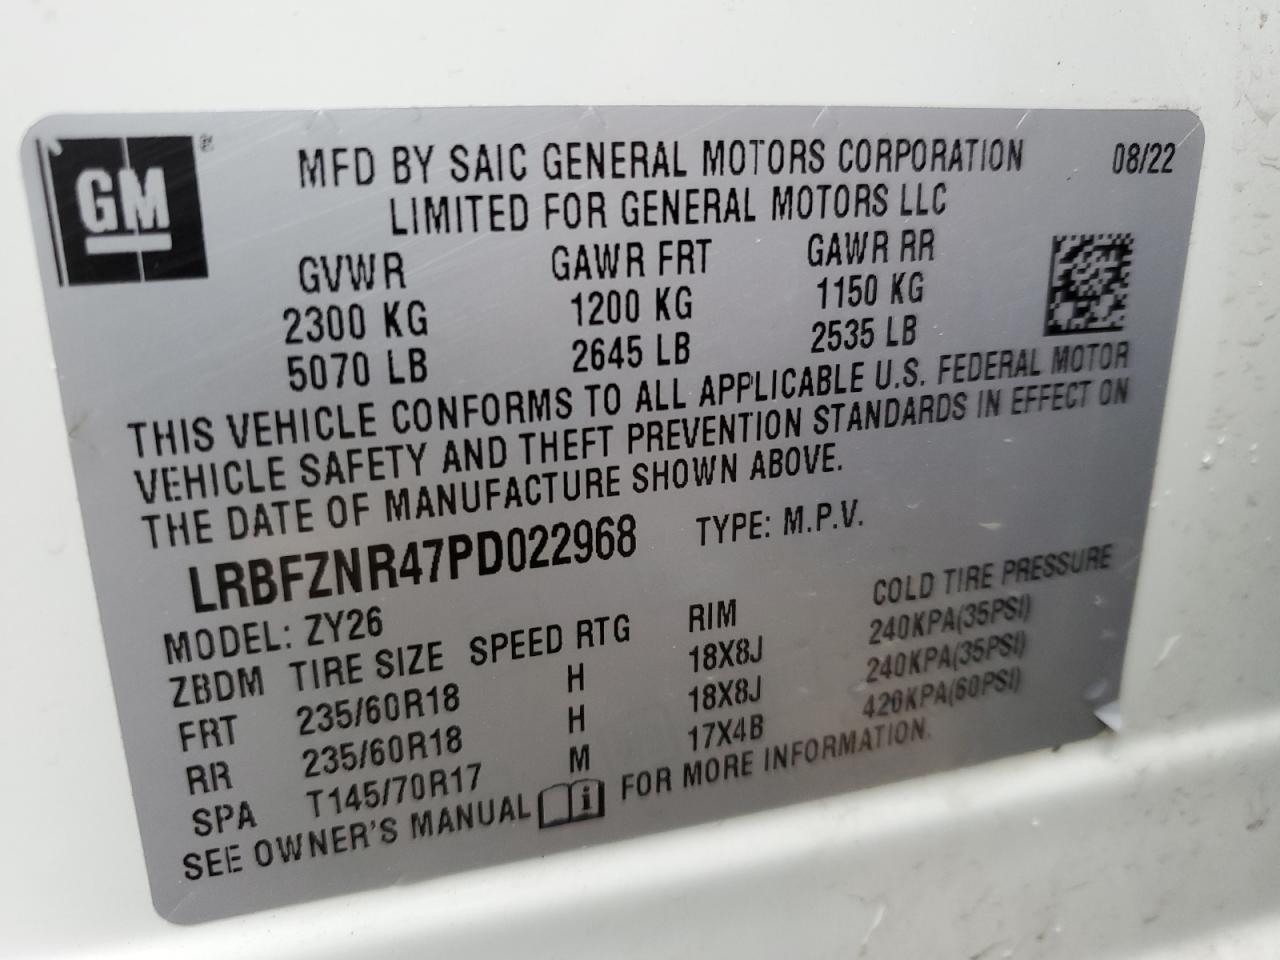 GM
MFD BY SAIC GENERAL MOTORS CORPORATION 08/22
LIMITED FOR GENERAL MOTORS LLC
GVWR GAWR FRT GAWR RR
2300 KG 1200 KG 1150 KG
5070 LB 2645 LB 2535 LB
THIS VEHICLE CONFORMS TO ALL APPLICABLE U.S. FEDERAL MOTOR
VEHICLE SAFETY AND THEFT PREVENTION STANDARDS IN EFFECT ON
THE DATE OF MANUFACTURE SHOWN ABOVE.
LRBFZNR47PD022968 TYPE: M.P.V.
MODEL: ZY26
ZBDM TIRE SIZE SPEED RTG RIM COLD TIRE PRESSURE
FRT 235/60R18 H 18X8J 240KPA(35PSI)
RR 235/60R18 H 18X8J 240KPA(35PSI)
SPA T145/70R17 M 17X4B 420KPA(60PSI)
SEE OWNER'S MANUAL i FOR MORE INFORMATION.